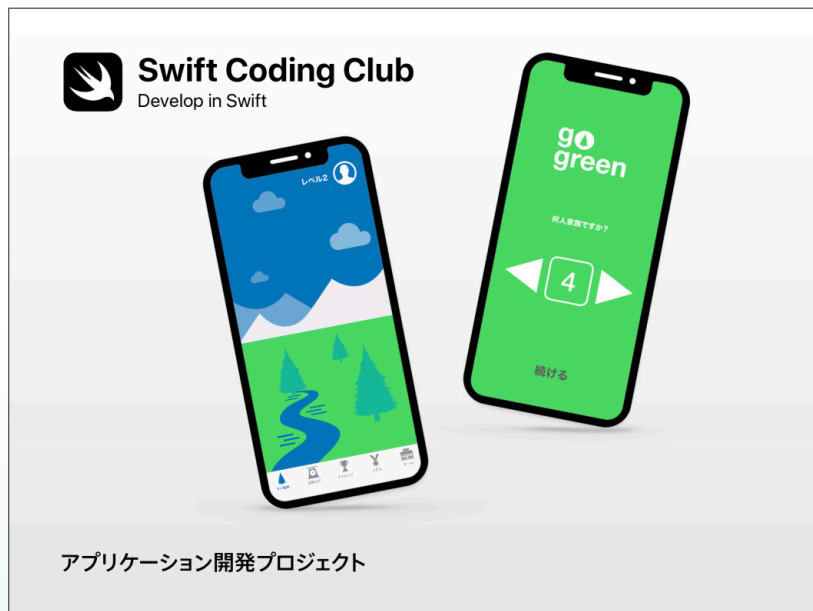 Swift Coding Club
Develop in Swift
レベル2
go
green
何人家族ですか？
4
続ける
アプリケーション開発プロジェクト